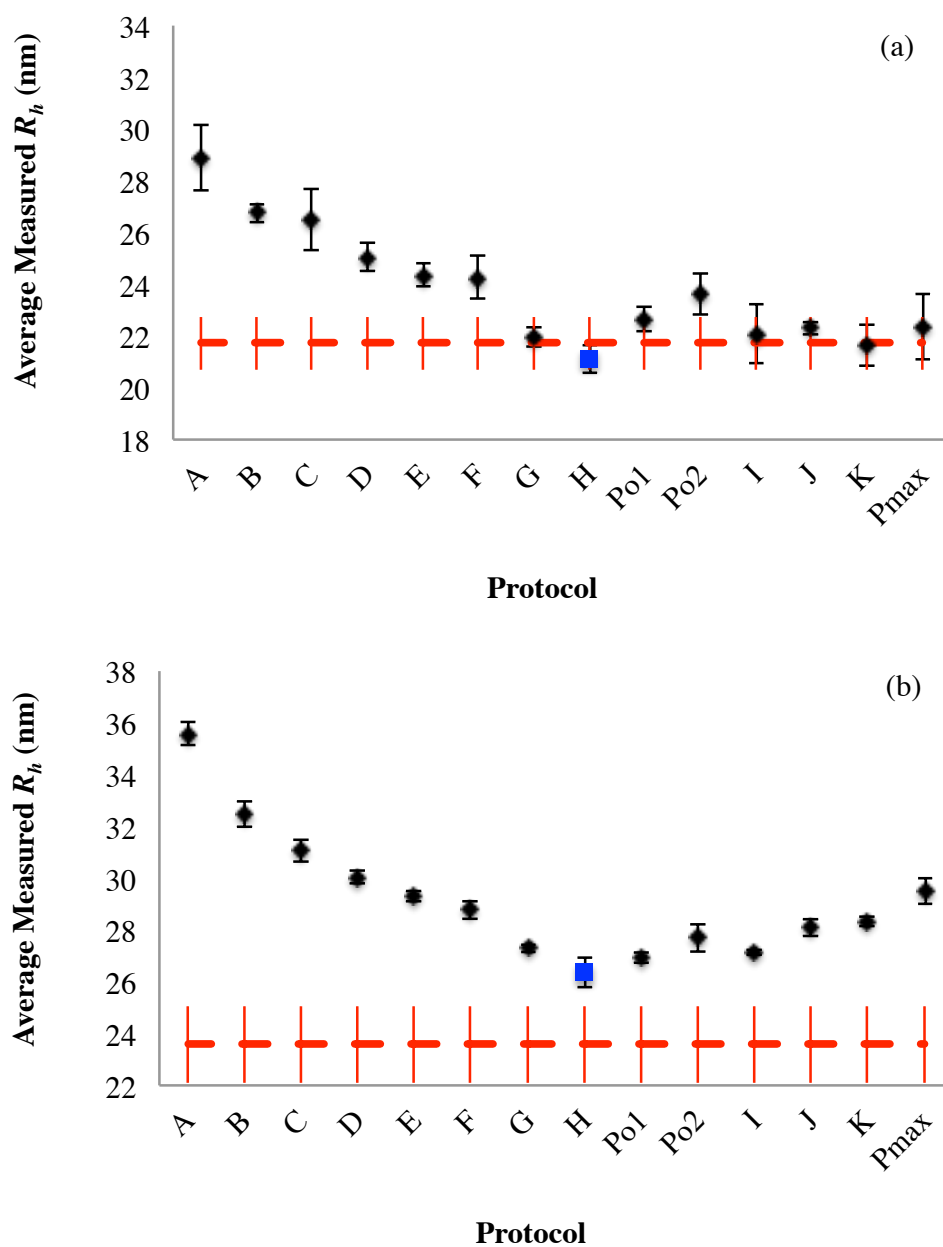 (a)
Average Measured Rh (nm)
34
32
30
28
26
24
22
20
18
A B C D E F G H Po1 Po2 I J K Pmax
Protocol
(b)
Average Measured Rh (nm)
38
36
34
32
30
28
26
24
22
A B C D E F G H Po1 Po2 I J K Pmax
Protocol